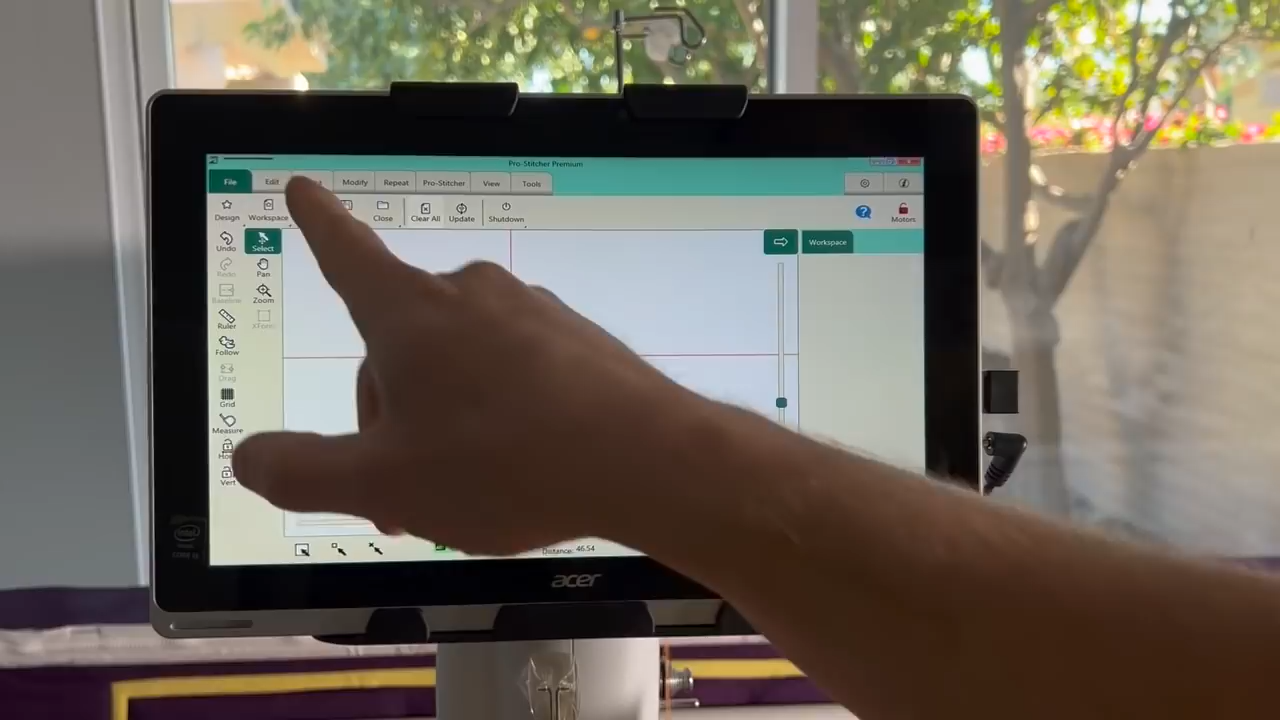 Pro-Stitcher Premium
File Edit Modify Repeat Pro-Stitcher View Tools
Design Workspace Close Clear All Update Shutdown Motors
Undo Select Workspace
Redo Pan
Baseline Zoom
Ruler
Follow
Drag
Grid
Measure
Vert
Distance: 46.54
intel
acer